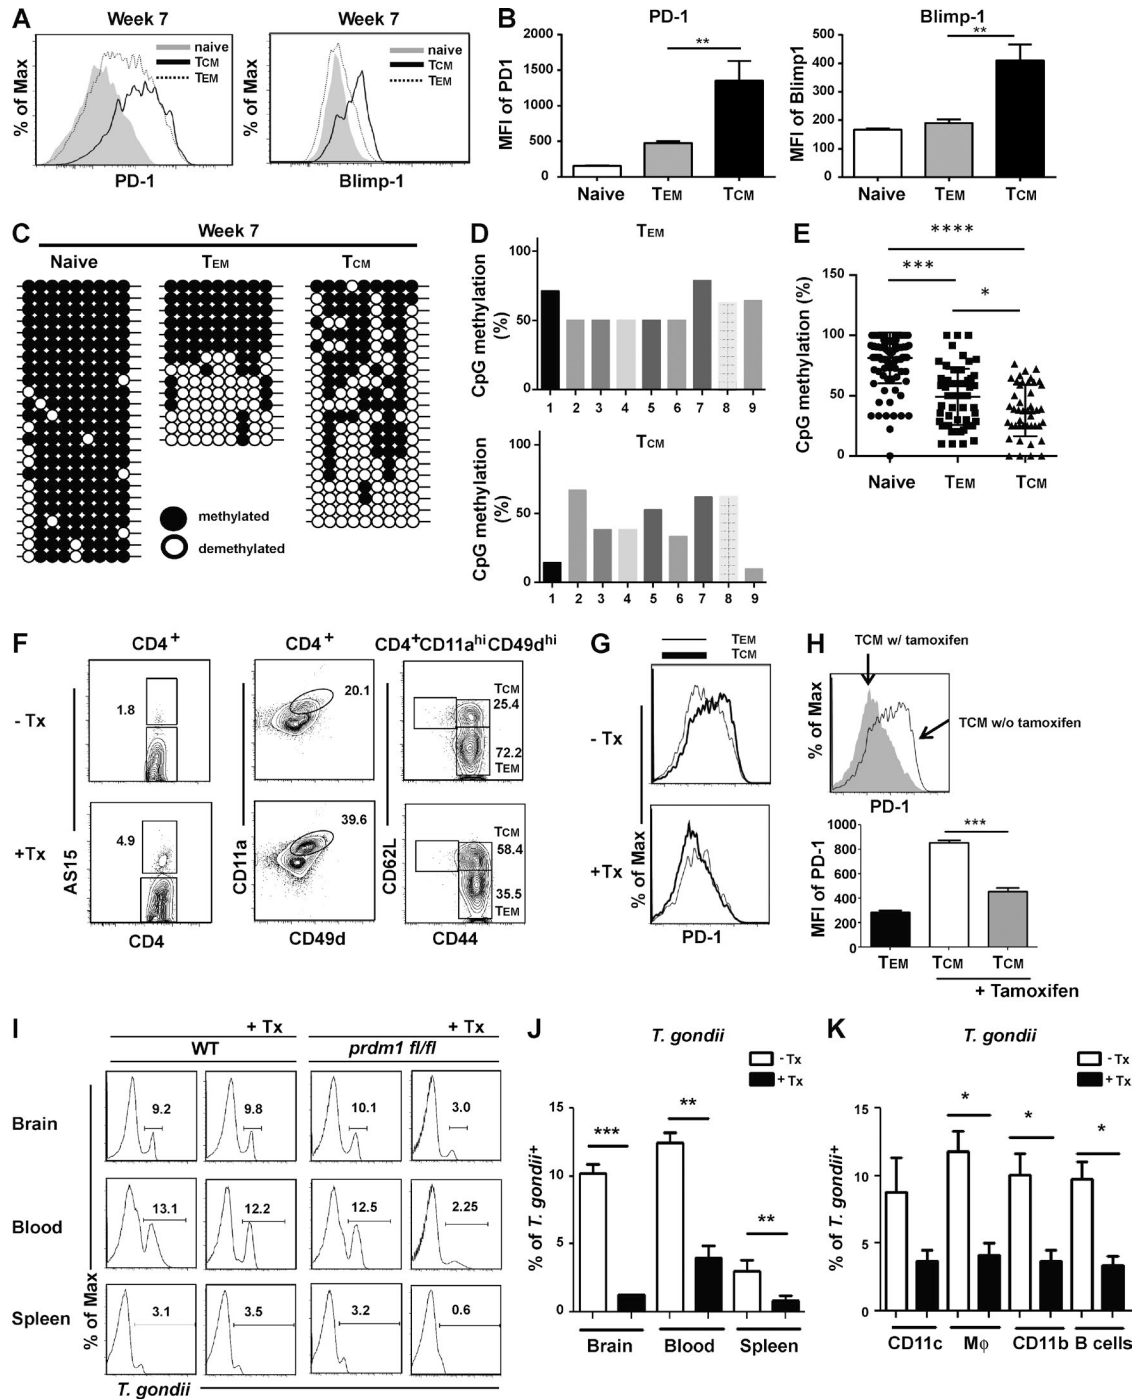 A
Week 7
Week 7
% of Max
naive
TCM
TEM
PD-1
% of Max
naive
TCM
TEM
Blimp-1
B
PD-1
MFI of PD1
2000
1500
1000
500
0
Naive TEM TCM
**
Blimp-1
MFI of Blimp1
500
400
300
200
100
0
Naive TEM TCM
**
C
Week 7
Naive TEM TCM
methylated
demethylated
D
TEM
CpG methylation (%)
100
50
0
1 2 3 4 5 6 7 8 9
TCM
CpG methylation (%)
100
50
0
1 2 3 4 5 6 7 8 9
E
****
***
*
CpG methylation (%)
150
100
50
0
Naive TEM TCM
F
CD4+
CD4+
CD4+CD11ahiCD49dhi
- Tx
1.8
20.1
TCM
25.4
72.2
TEM
+Tx
4.9
39.6
TCM
58.4
35.5
TEM
AS15
CD11a
CD62L
CD4
CD49d
CD44
G
TEM
TCM
- Tx
+Tx
% of Max
PD-1
H
TCM w/ tamoxifen
TCM w/o tamoxifen
% of Max
PD-1
***
MFI of PD-1
1000
800
600
400
200
0
TEM TCM TCM
+ Tamoxifen
I
+ Tx + Tx
WT prdm1 fl/fl
Brain
9.2 9.8 10.1 3.0
Blood
13.1 12.2 12.5 2.25
Spleen
3.1 3.5 3.2 0.6
% of Max
T. gondii
J
T. gondii
- Tx
+ Tx
% of T. gondii+
15
10
5
0
***
**
**
Brain Blood Spleen
K
T. gondii
- Tx
+ Tx
% of T. gondii+
15
10
5
0
*
*
*
CD11c Mφ CD11b B cells